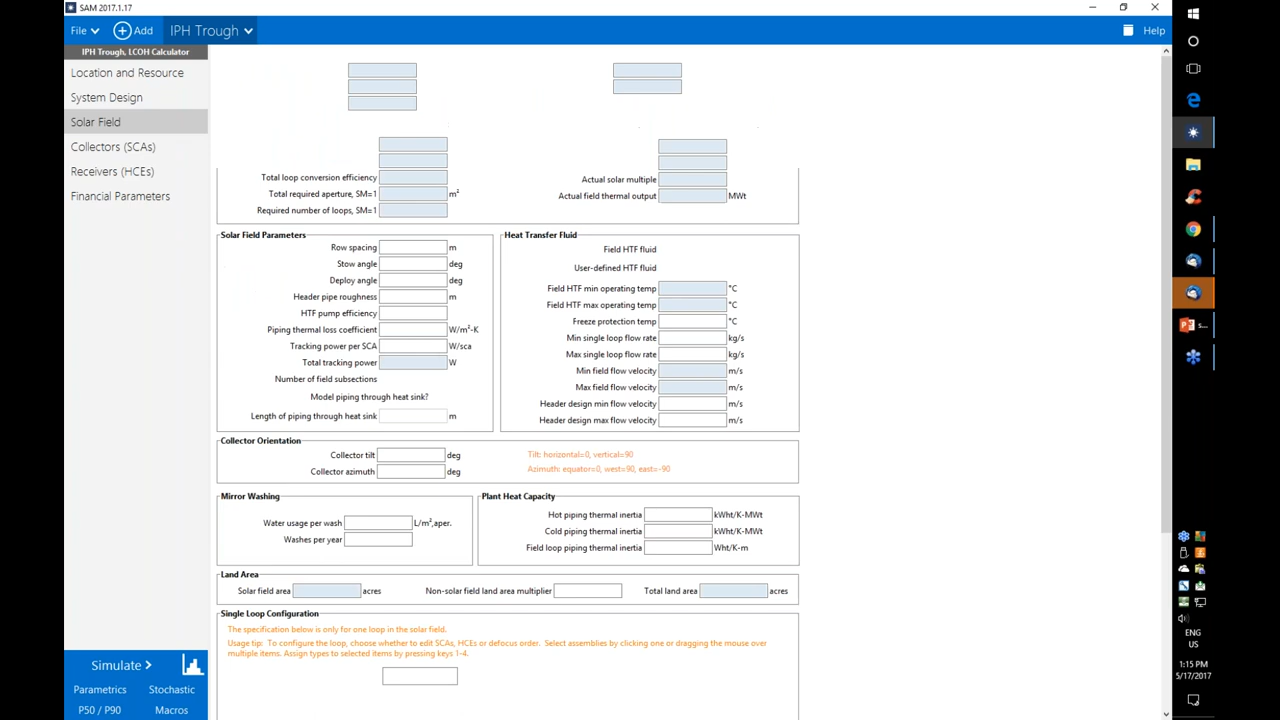 SAM 2017.1.17
File
Add
IPH Trough
Help
IPH Trough, LCOH Calculator
Location and Resource
System Design
Solar Field
Collectors (SCAs)
Receivers (HCEs)
Financial Parameters
Total loop conversion efficiency
Total required aperture, SM=1 m²
Required number of loops, SM=1
Actual solar multiple
Actual field thermal output MWt
Solar Field Parameters
Row spacing m
Stow angle deg
Deploy angle deg
Header pipe roughness m
HTF pump efficiency
Piping thermal loss coefficient W/m²-K
Tracking power per SCA W/sca
Total tracking power W
Number of field subsections
Model piping through heat sink?
Length of piping through heat sink m
Heat Transfer Fluid
Field HTF fluid
User-defined HTF fluid
Field HTF min operating temp °C
Field HTF max operating temp °C
Freeze protection temp °C
Min single loop flow rate kg/s
Max single loop flow rate kg/s
Min field flow velocity m/s
Max field flow velocity m/s
Header design min flow velocity m/s
Header design max flow velocity m/s
Collector Orientation
Collector tilt deg
Collector azimuth deg
Tilt: horizontal=0, vertical=90
Azimuth: equator=0, west=90, east=-90
Mirror Washing
Water usage per wash L/m²,aper.
Washes per year
Plant Heat Capacity
Hot piping thermal inertia kWht/K-MWt
Cold piping thermal inertia kWht/K-MWt
Field loop piping thermal inertia Wht/K-m
Land Area
Solar field area acres Non-solar field land area multiplier Total land area acres
Single Loop Configuration
The specification below is only for one loop in the solar field.
Usage tip: To configure the loop, choose whether to edit SCAs, HCEs or defocus order. Select assemblies by clicking one or dragging the mouse over
multiple items. Assign types to selected items by pressing keys 1-4.
Simulate >
Parametrics Stochastic
P50 / P90 Macros
s...
ENG
US
1:15 PM
5/17/2017